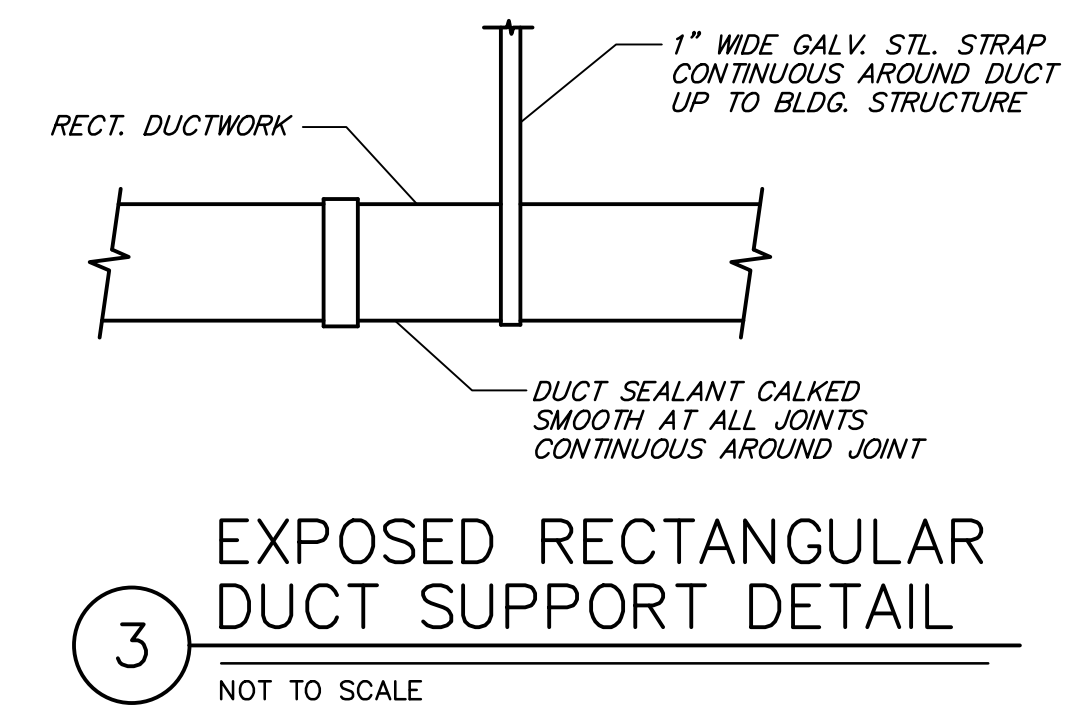 1" WIDE GALV. STL. STRAP
CONTINUOUS AROUND DUCT
UP TO BLDG. STRUCTURE
RECT. DUCTWORK
DUCT SEALANT CALKED
SMOOTH AT ALL JOINTS
CONTINUOUS AROUND JOINT
EXPOSED RECTANGULAR
DUCT SUPPORT DETAIL
3
NOT TO SCALE